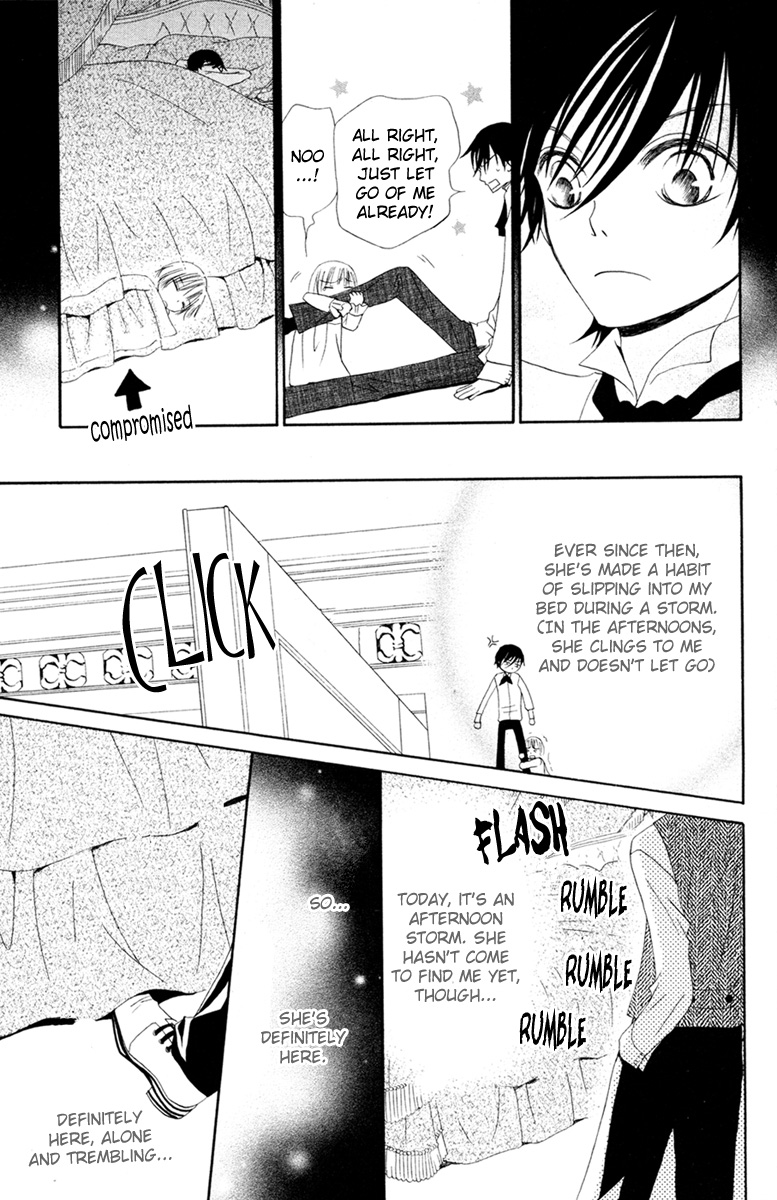 ALL RIGHT,
ALL RIGHT,
JUST LET
GO OF ME
ALREADY!
NOO
...!
compromised
EVER SINCE THEN,
SHE'S MADE A HABIT
OF SLIPPING INTO MY
BED DURING A STORM.
(IN THE AFTERNOONS,
SHE CLINGS TO ME
AND DOESN'T LET GO)
CLICK
FLASH
RUMBLE
RUMBLE
RUMBLE
TODAY, IT'S AN
AFTERNOON
STORM. SHE
HASN'T COME
TO FIND ME YET,
THOUGH...
SO...
SHE'S
DEFINITELY
HERE.
DEFINITELY
HERE, ALONE
AND TREMBLING...